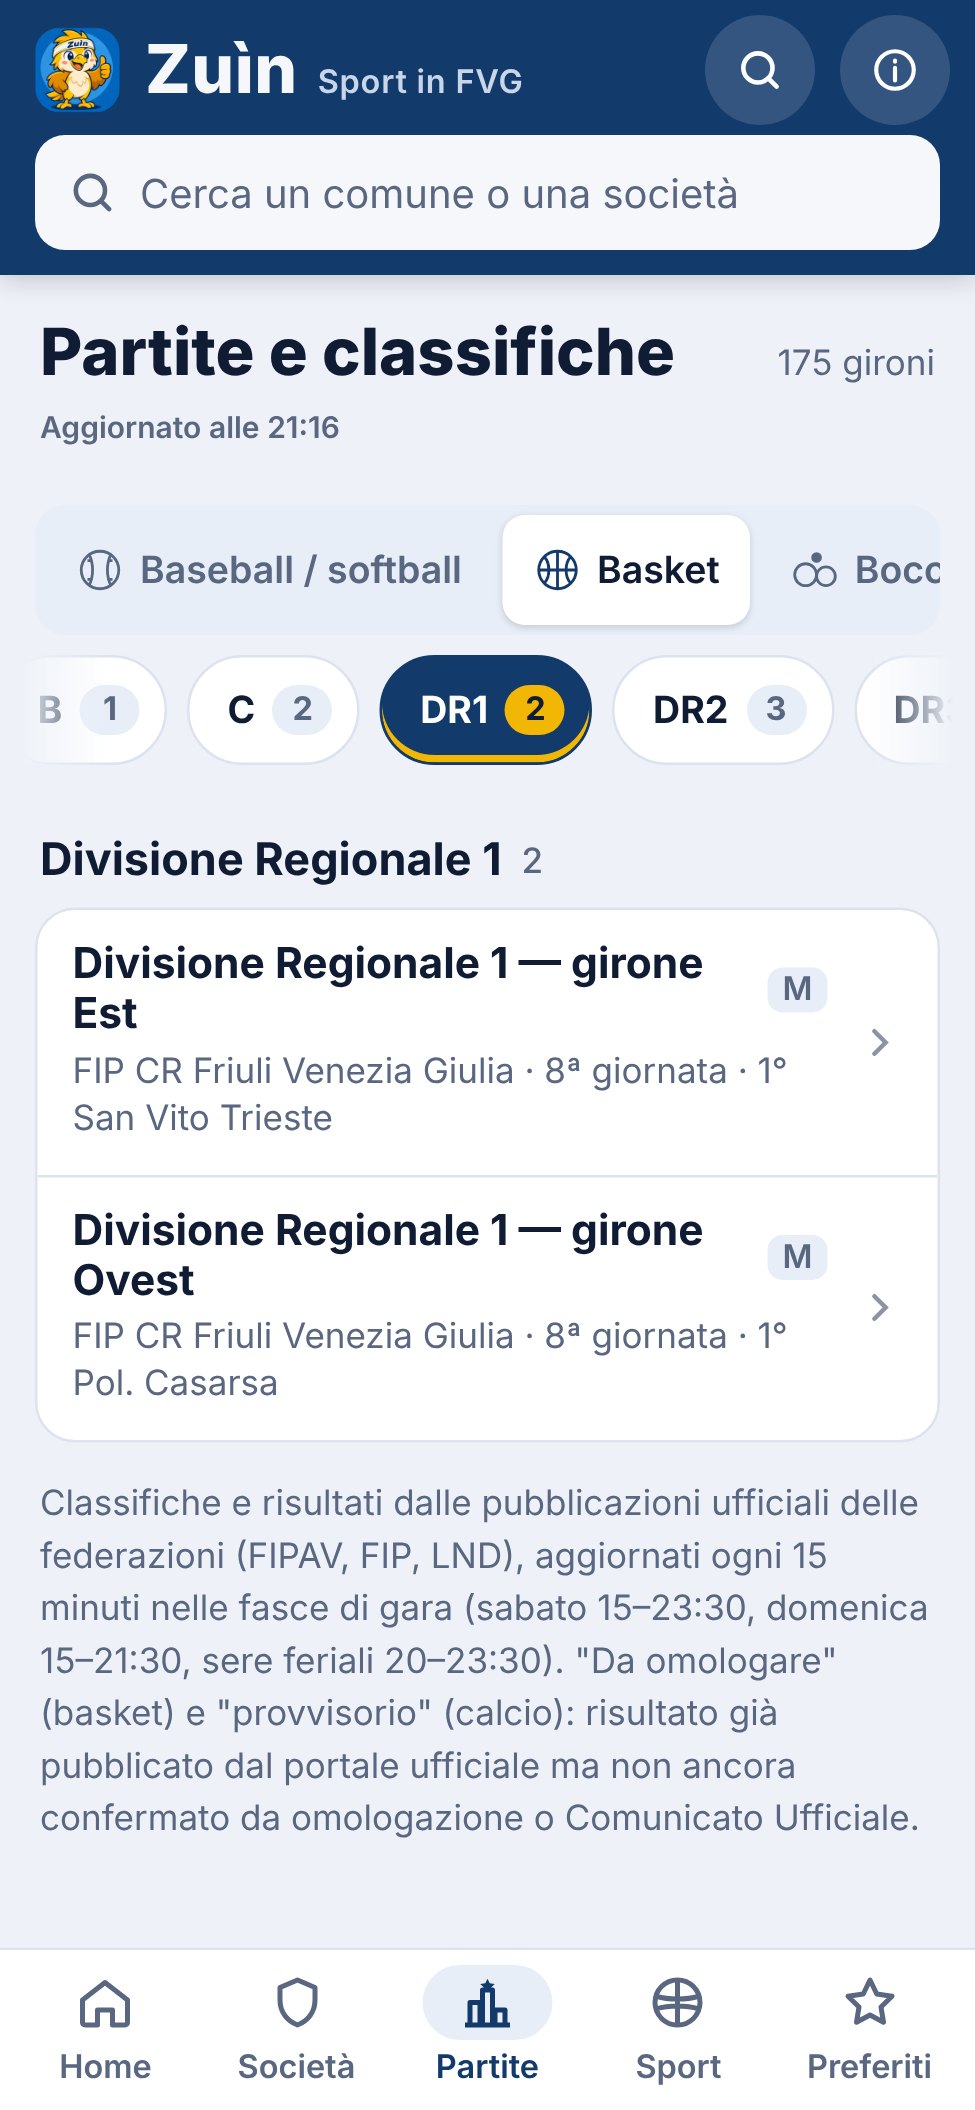 Zuìn
Zuìn Sport in FVG
Cerca un comune o una società
Partite e classifiche 175 gironi
Aggiornato alle 21:16
Baseball / softball Basket Bocc
B 1 C 2 DR1 2 DR2 3 DR
Divisione Regionale 1 2
Divisione Regionale 1 — girone
Est
M
FIP CR Friuli Venezia Giulia · 8ª giornata · 1°
San Vito Trieste
Divisione Regionale 1 — girone
Ovest
M
FIP CR Friuli Venezia Giulia · 8ª giornata · 1°
Pol. Casarsa
Classifiche e risultati dalle pubblicazioni ufficiali delle
federazioni (FIPAV, FIP, LND), aggiornati ogni 15
minuti nelle fasce di gara (sabato 15–23:30, domenica
15–21:30, sere feriali 20–23:30). "Da omologare"
(basket) e "provvisorio" (calcio): risultato già
pubblicato dal portale ufficiale ma non ancora
confermato da omologazione o Comunicato Ufficiale.
Home Società Partite Sport Preferiti